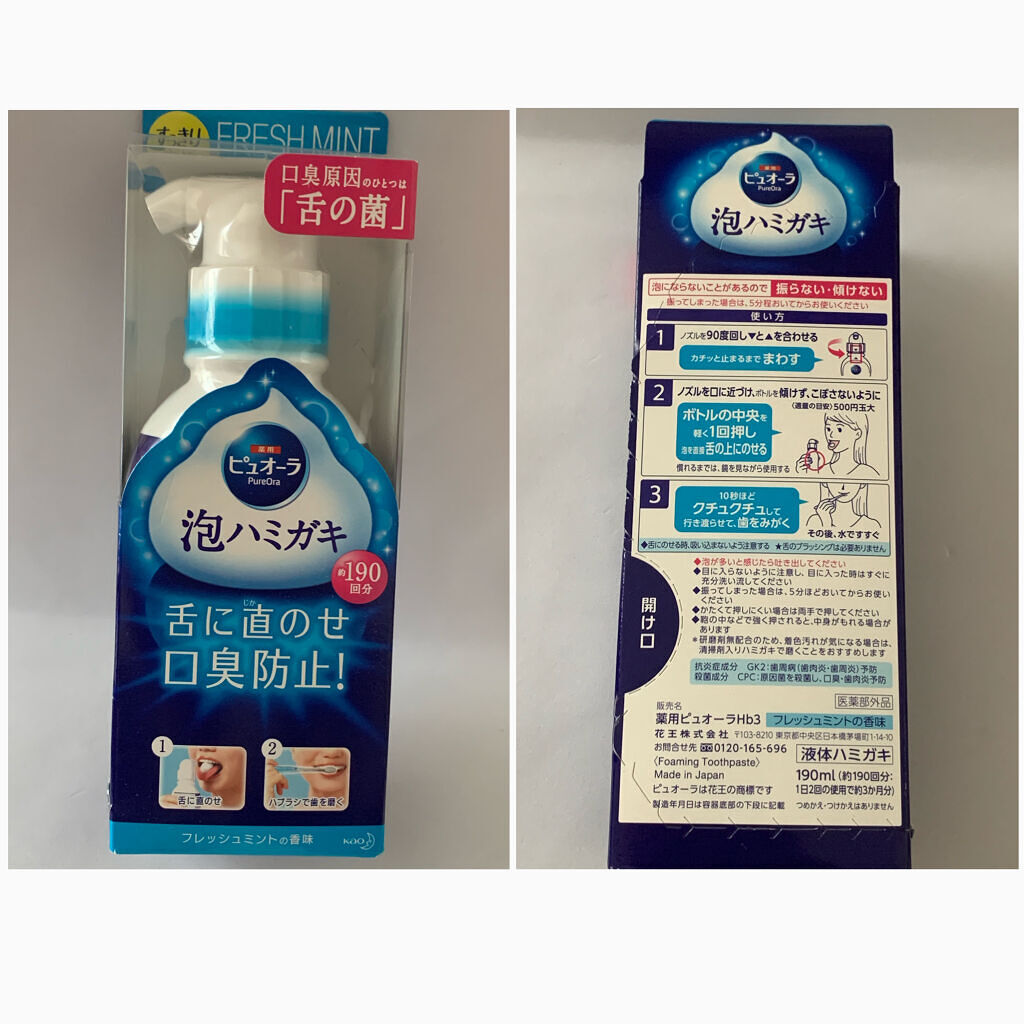 すっきり
FRESH MINT
口臭原因のひとつは
「舌の菌」
薬用
ピュオーラ
PureOra
泡ハミガキ
約190
回分
じか
舌に直のせ
口臭防止!
1
舌に直のせ
2
ハブラシで歯を磨く
フレッシュミントの香味
Kao
薬用
ピュオーラ
PureOra
泡ハミガキ
泡にならないことがあるので 振らない・傾けない
振ってしまった場合は、5分程おいてからお使いください
使い方
1
ノズルを90度回し▼と▲を合わせる
カチッと止まるまで まわす
2
ノズルを口に近づけ、ボトルを傾けず、こぼさないように
〈適量の目安〉500円玉大
ボトルの中央を
軽く1回押し
泡を直接 舌の上にのせる
慣れるまでは、鏡を見ながら使用する
3
10秒ほど
クチュクチュして
行き渡らせて、歯をみがく
その後、水ですすぐ
◆舌にのせる時、吸い込まないよう注意する ★舌のブラッシングは必要ありません
◆泡が多いと感じたら吐き出してください
◆目に入らないように注意し、目に入った時はすぐに
充分洗い流してください
◆振ってしまった場合は、5分ほどおいてからお使い
ください
◆かたくて押しにくい場合は両手で押してください
◆鞄の中などで強く押されると、中身がもれる場合が
あります
＊研磨剤無配合のため、着色汚れが気になる場合は、
清掃剤入りハミガキで磨くことをおすすめします
開け口
抗炎症成分 GK2:歯周病(歯肉炎・歯周炎)予防
殺菌成分 CPC:原因菌を殺菌し、口臭・歯肉炎予防
医薬部外品
販売名
薬用ピュオーラHb3 フレッシュミントの香味
花王株式会社 〒103-8210 東京都中央区日本橋茅場町1-14-10
お問合せ先 0120-165-696
〈Foaming Toothpaste〉
Made in Japan
ピュオーラは花王の商標です
製造年月日は容器底部の下段に記載
液体ハミガキ
190ml (約190回分:
1日2回の使用で約3か月分)
つめかえ・つけかえはありません